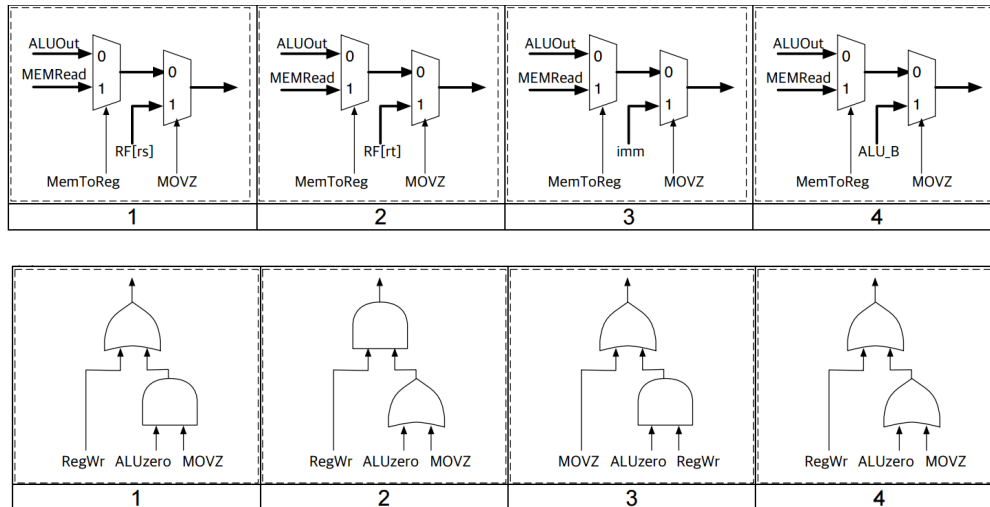 ALUOut 0 MEMRead 1 0 1 RF[rs] MemToReg MOVZ
ALUOut 0 MEMRead 1 0 1 RF[rt] MemToReg MOVZ
ALUOut 0 MEMRead 1 0 1 imm MemToReg MOVZ
ALUOut 0 MEMRead 1 0 1 ALU_B MemToReg MOVZ
1 2 3 4
RegWr ALUzero MOVZ
RegWr ALUzero MOVZ
MOVZ ALUzero RegWr
RegWr ALUzero MOVZ
1 2 3 4